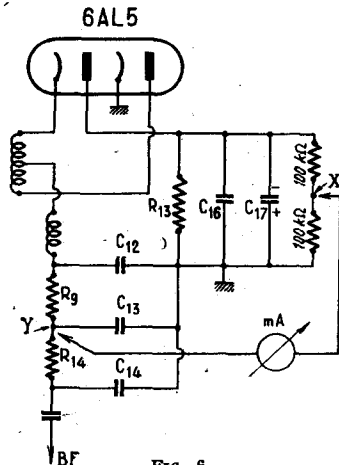 6AL5
R13
C16
C17
−
+
100 kΩ
X
100 kΩ
C12
)
R9
C13
Y
R14
mA
C14
BF
FIG. 6